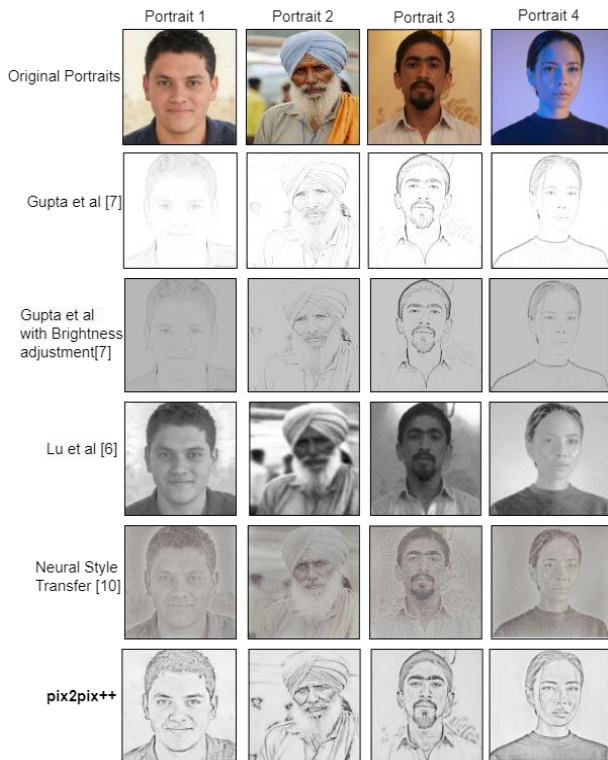 Portrait 1 Portrait 2 Portrait 3 Portrait 4
Original Portraits
Gupta et al [7]
Gupta et al
with Brightness
adjustment[7]
Lu et al [6]
Neural Style
Transfer [10]
pix2pix++